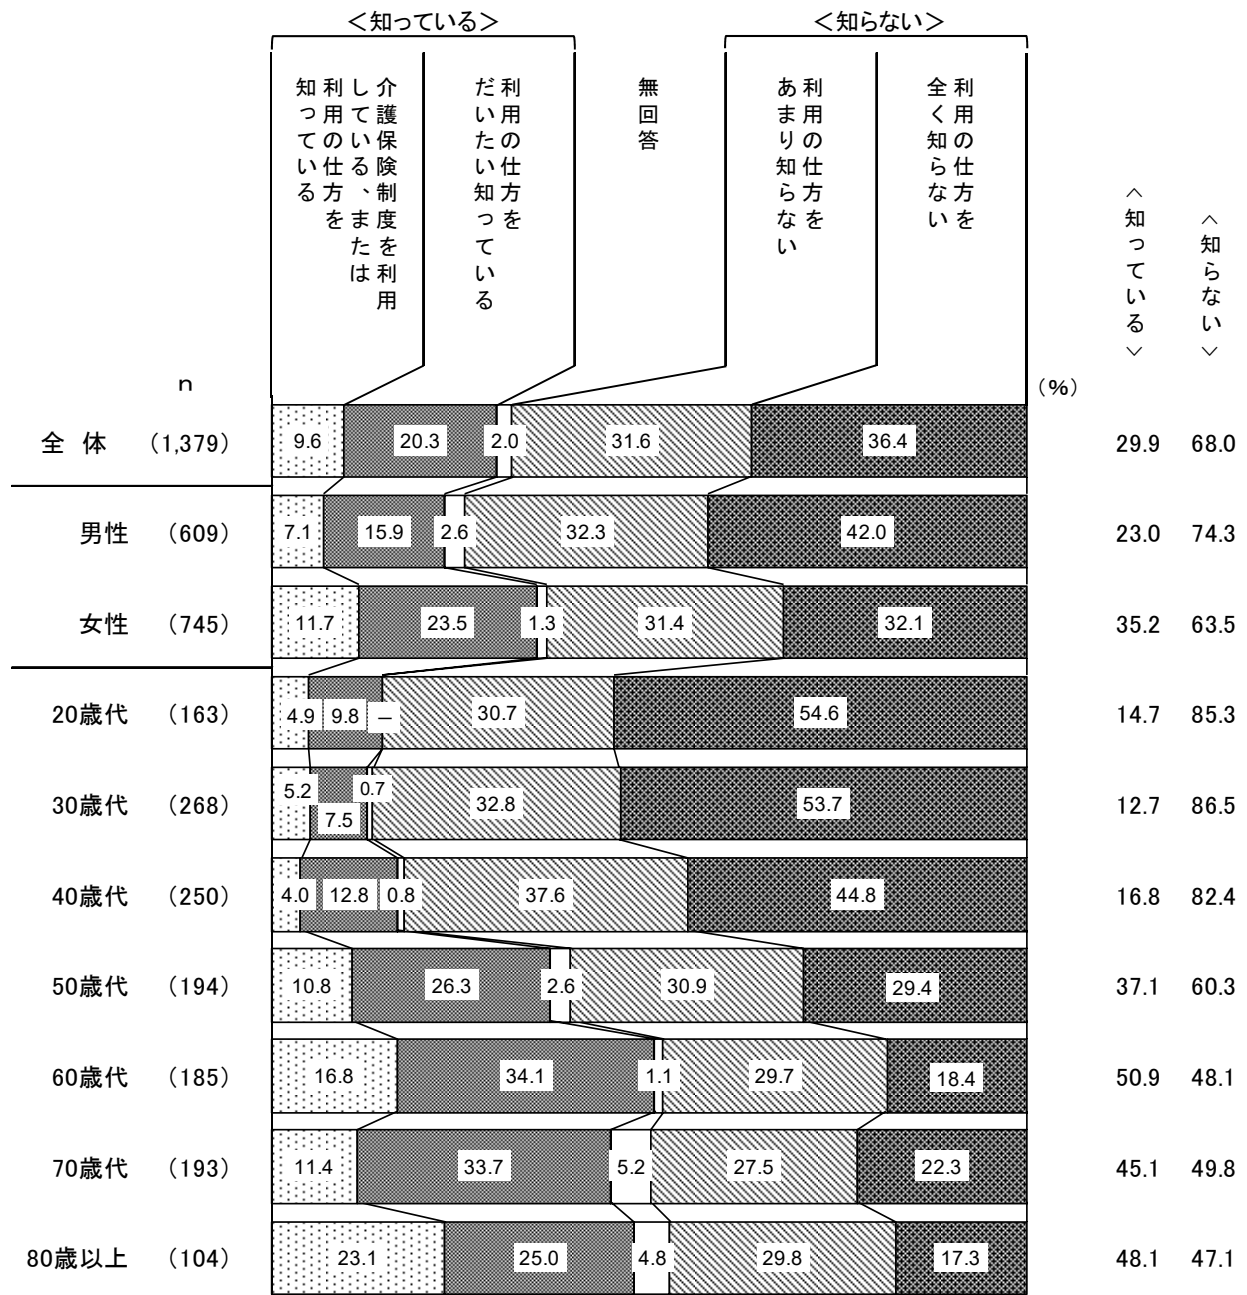 ＜知っている＞
＜知らない＞
介護保険制度を利用
している、または
利用の仕方を
知っている
利用の仕方を
だいたい知っている
無回答
利用の仕方を
あまり知らない
利用の仕方を
全く知らない
＜知っている＞
＜知らない＞
n
(%)
全 体 (1,379) 9.6 20.3 2.0 31.6 36.4 29.9 68.0
男性 (609) 7.1 15.9 2.6 32.3 42.0 23.0 74.3
女性 (745) 11.7 23.5 1.3 31.4 32.1 35.2 63.5
20歳代 (163) 4.9 9.8 － 30.7 54.6 14.7 85.3
30歳代 (268) 5.2 7.5 0.7 32.8 53.7 12.7 86.5
40歳代 (250) 4.0 12.8 0.8 37.6 44.8 16.8 82.4
50歳代 (194) 10.8 26.3 2.6 30.9 29.4 37.1 60.3
60歳代 (185) 16.8 34.1 1.1 29.7 18.4 50.9 48.1
70歳代 (193) 11.4 33.7 5.2 27.5 22.3 45.1 49.8
80歳以上 (104) 23.1 25.0 4.8 29.8 17.3 48.1 47.1